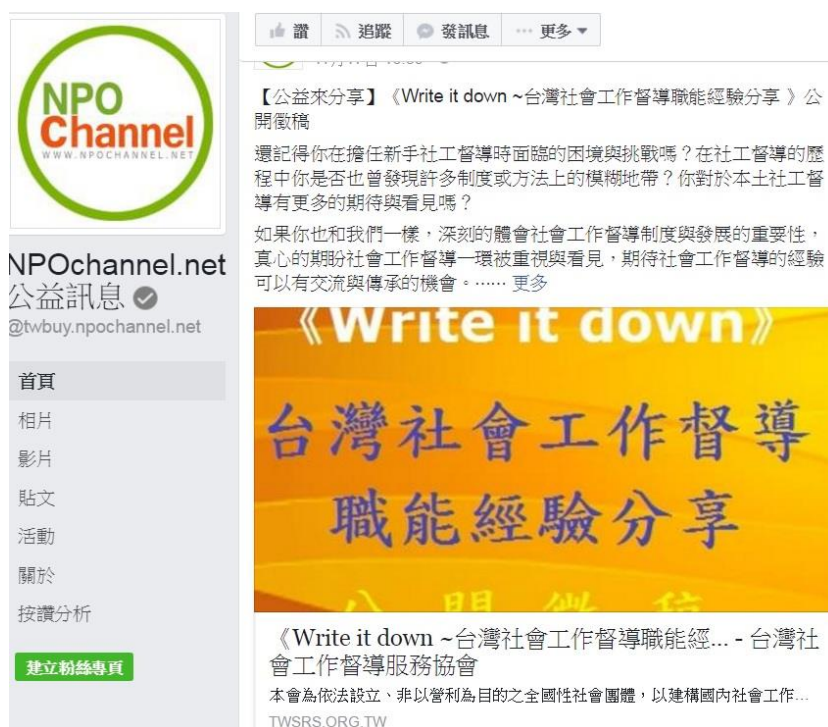 NPO
Channel
WWW.NPOCHANNEL.NET
NPOchannel.net
公益訊息
@twbuy.npochannel.net
首頁
相片
影片
貼文
活動
關於
按讚分析
建立粉絲專頁
讚 追蹤 發訊息 ··· 更多
【公益來分享】《Write it down ~台灣社會工作督導職能經驗分享 》公
開徵稿
還記得你在擔任新手社工督導時面臨的困境與挑戰嗎？在社工督導的歷
程中你是否也曾發現許多制度或方法上的模糊地帶？你對於本土社工督
導有更多的期待與看見嗎？
如果你也和我們一樣，深刻的體會社會工作督導制度與發展的重要性，
真心的期盼社會工作督導一環被重視與看見，期待社會工作督導的經驗
可以有交流與傳承的機會。…… 更多
《Write it down》
台灣社會工作督導
職能經驗分享
公開徵稿
《Write it down ~台灣社會工作督導職能經... - 台灣社
會工作督導服務協會
本會為依法設立、非以營利為目的之全國性社會團體，以建構國內社會工作...
TWSRS.ORG.TW